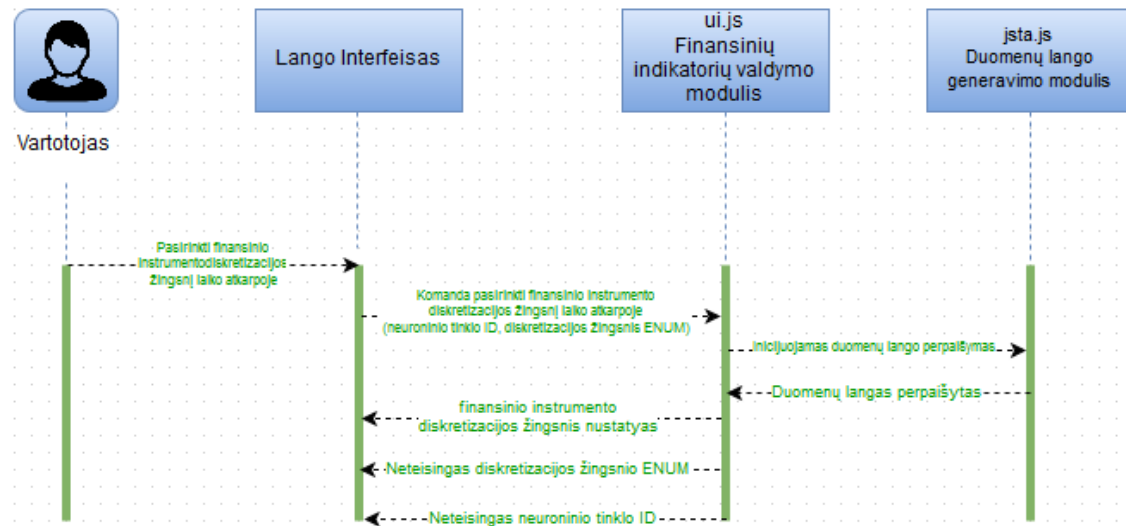 Vartotojas
Lango Interfeisas
ui.js
Finansinių
indikatorių valdymo
modulis
jsta.js
Duomenų lango
generavimo modulis
Pasirinkti finansinio
instrumentodiskretizacijos
žingsnį laiko atkarpoje
Komanda pasirinkti finansinio instrumento
diskretizacijos žingsnį laiko atkarpoje
(neuroninio tinklo ID, diskretizacijos žingsnis ENUM)
Inicijuojamas duomenų lango perpaišymas
Duomenų langas perpaišytas
finansinio instrumento
diskretizacijos žingsnis nustatyas
Neteisingas diskretizacijos žingsnio ENUM
Neteisingas neuroninio tinklo ID